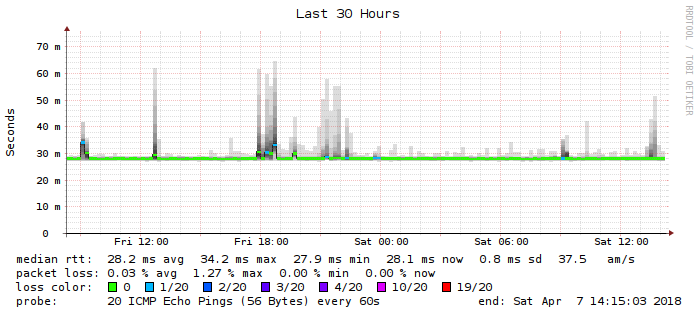 Last 30 Hours
RRDTOOL / TOBI OETIKER
Seconds
70 m
60 m
50 m
40 m
30 m
20 m
10 m
0
Fri 12:00 Fri 18:00 Sat 00:00 Sat 06:00 Sat 12:00
median rtt: 28.2 ms avg 34.2 ms max 27.9 ms min 28.1 ms now 0.8 ms sd 37.5 am/s
packet loss: 0.03 % avg 1.27 % max 0.00 % min 0.00 % now
loss color: 0 1/20 2/20 3/20 4/20 10/20 19/20
probe: 20 ICMP Echo Pings (56 Bytes) every 60s end: Sat Apr 7 14:15:03 2018